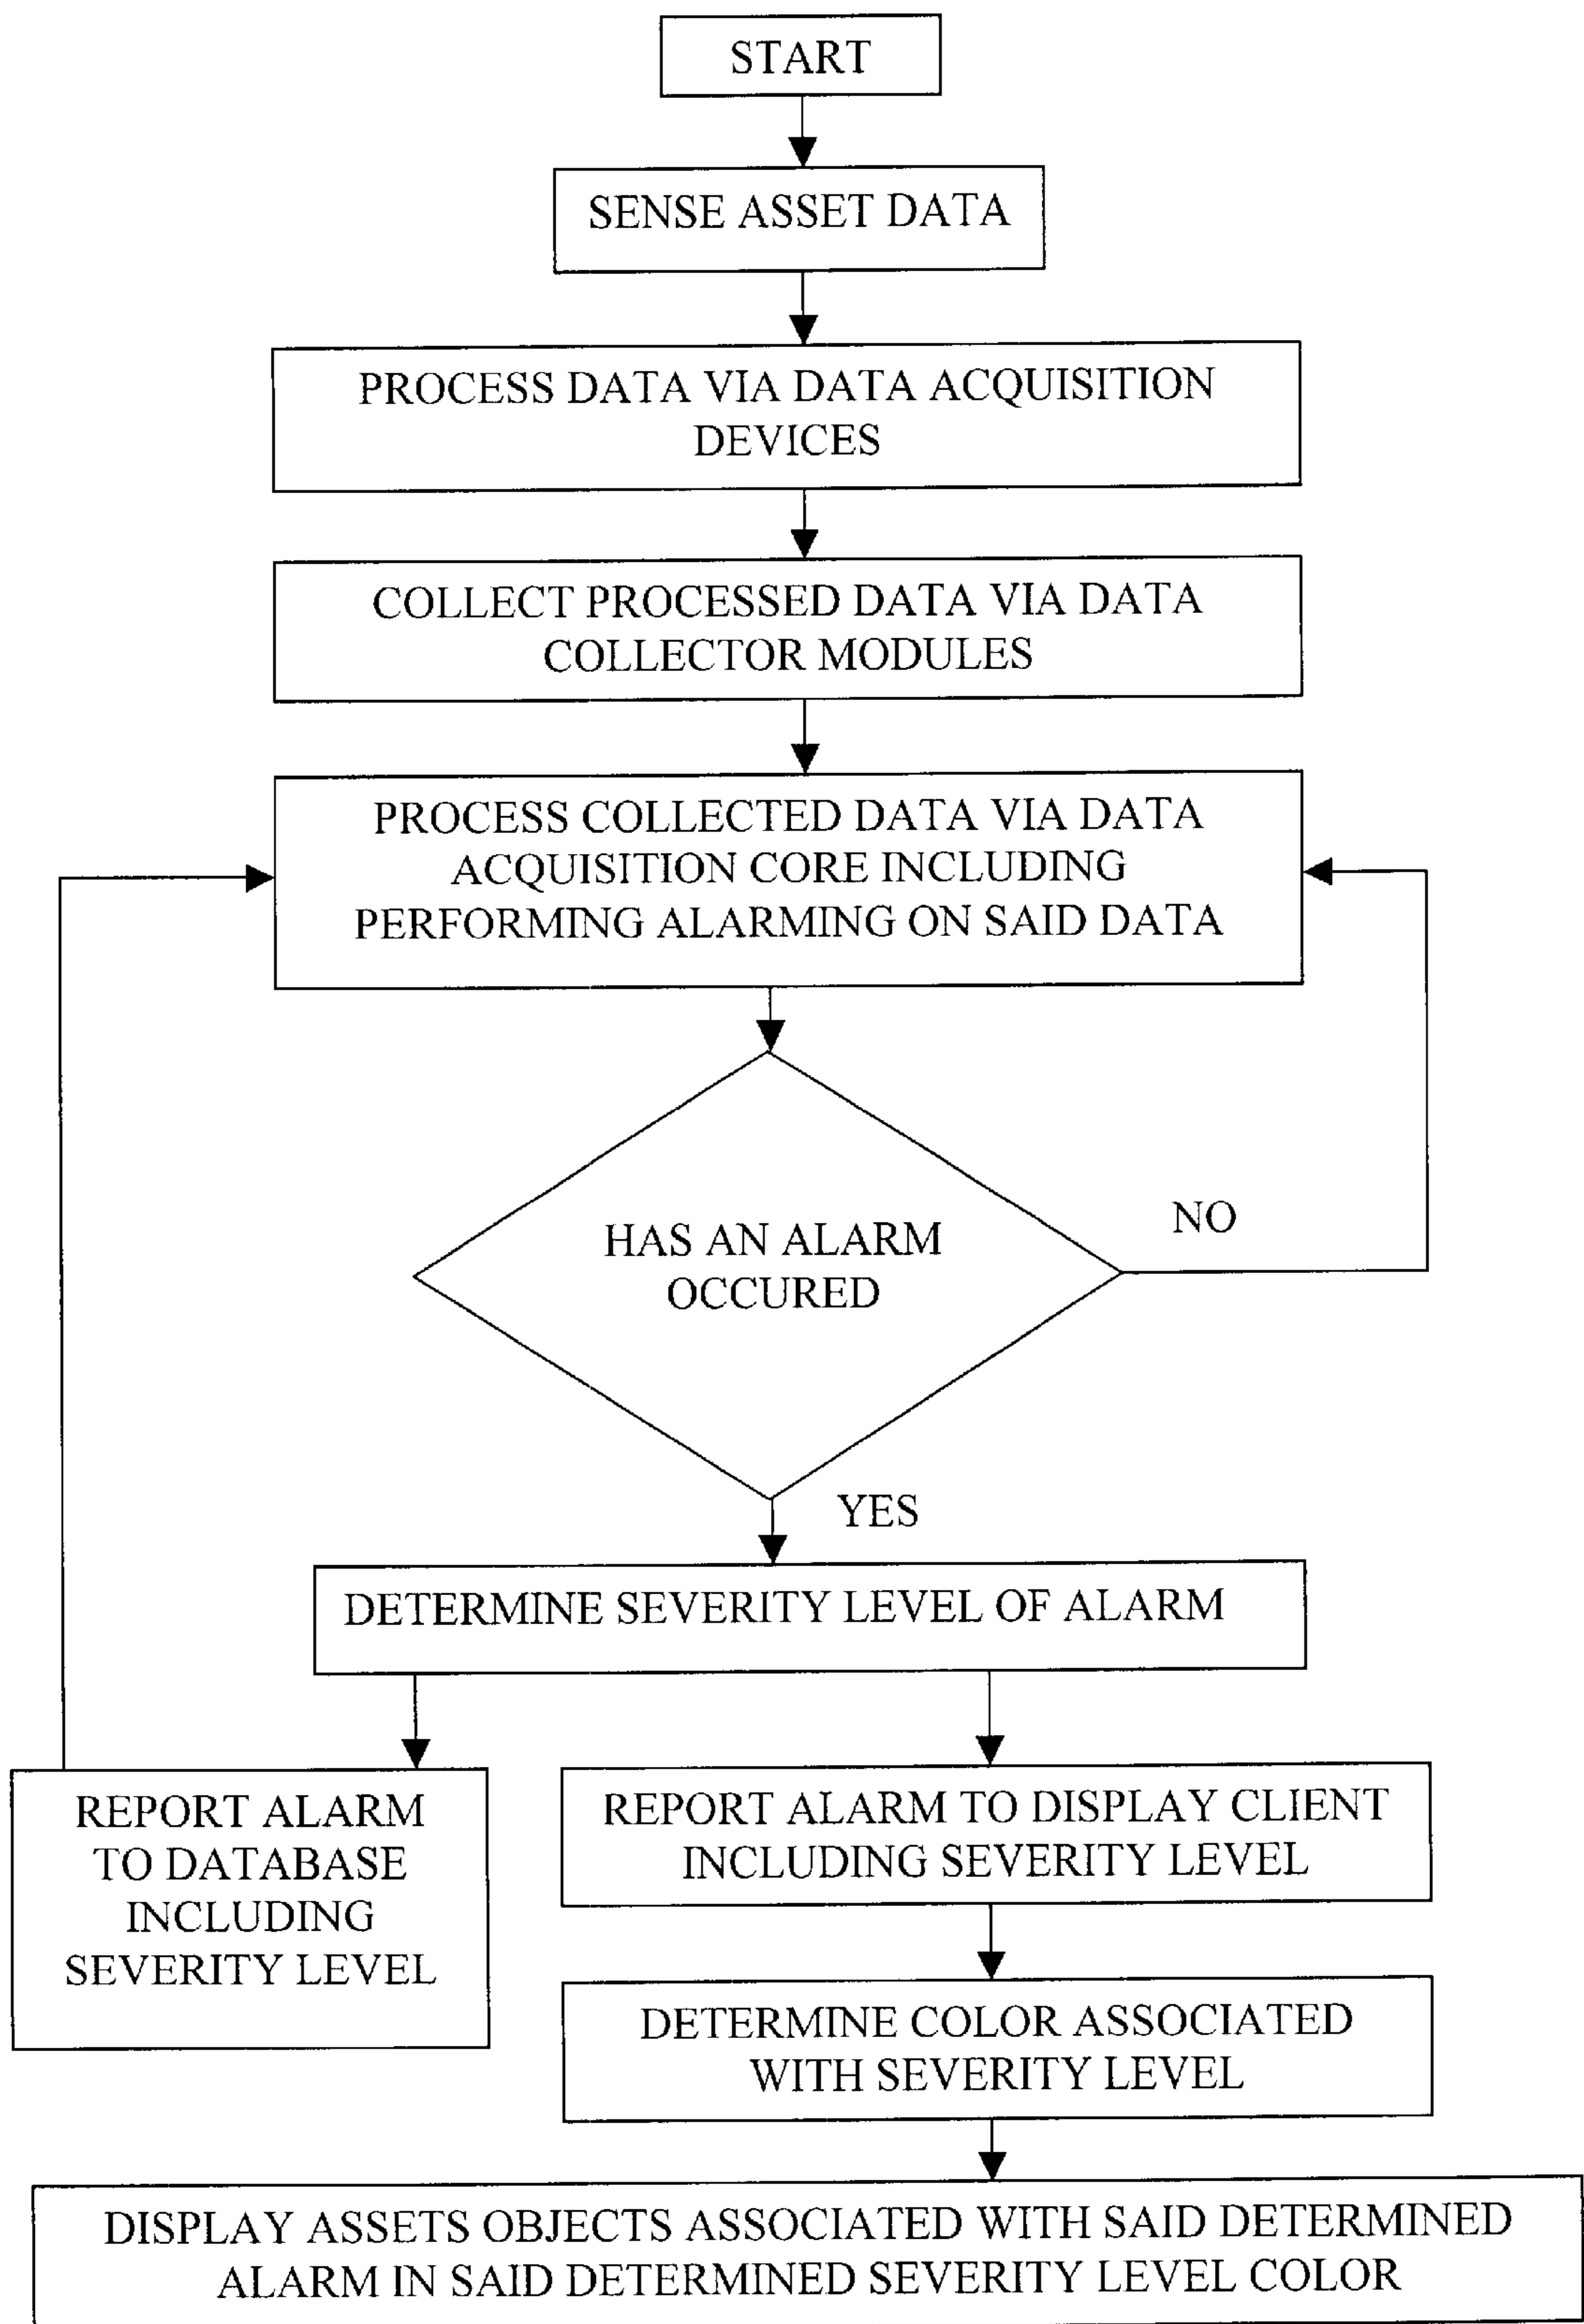 START
SENSE ASSET DATA
PROCESS DATA VIA DATA ACQUISITION
DEVICES
COLLECT PROCESSED DATA VIA DATA
COLLECTOR MODULES
PROCESS COLLECTED DATA VIA DATA
ACQUISITION CORE INCLUDING
PERFORMING ALARMING ON SAID DATA
HAS AN ALARM
OCCURED
NO
YES
DETERMINE SEVERITY LEVEL OF ALARM
REPORT ALARM
TO DATABASE
INCLUDING
SEVERITY LEVEL
REPORT ALARM TO DISPLAY CLIENT
INCLUDING SEVERITY LEVEL
DETERMINE COLOR ASSOCIATED
WITH SEVERITY LEVEL
DISPLAY ASSETS OBJECTS ASSOCIATED WITH SAID DETERMINED
ALARM IN SAID DETERMINED SEVERITY LEVEL COLOR